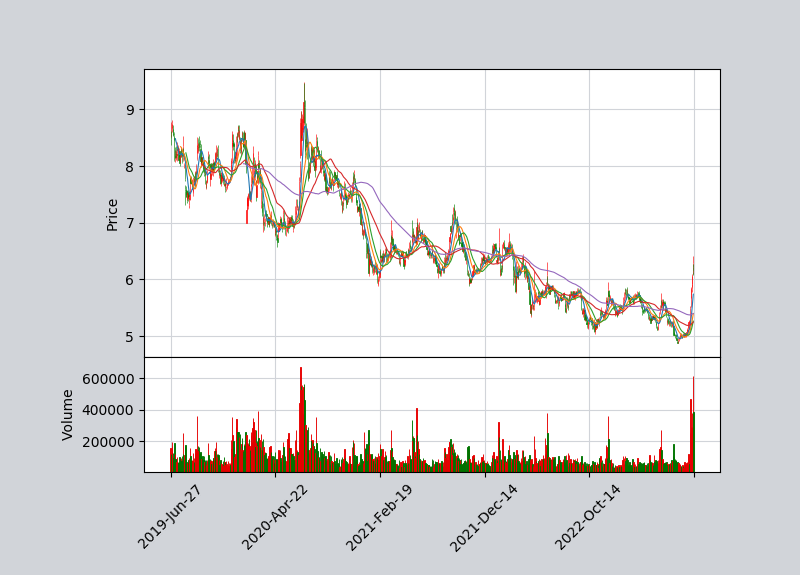 9
8
7
6
5
Price
600000
400000
200000
Volume
2019-Jun-27
2020-Apr-22
2021-Feb-19
2021-Dec-14
2022-Oct-14